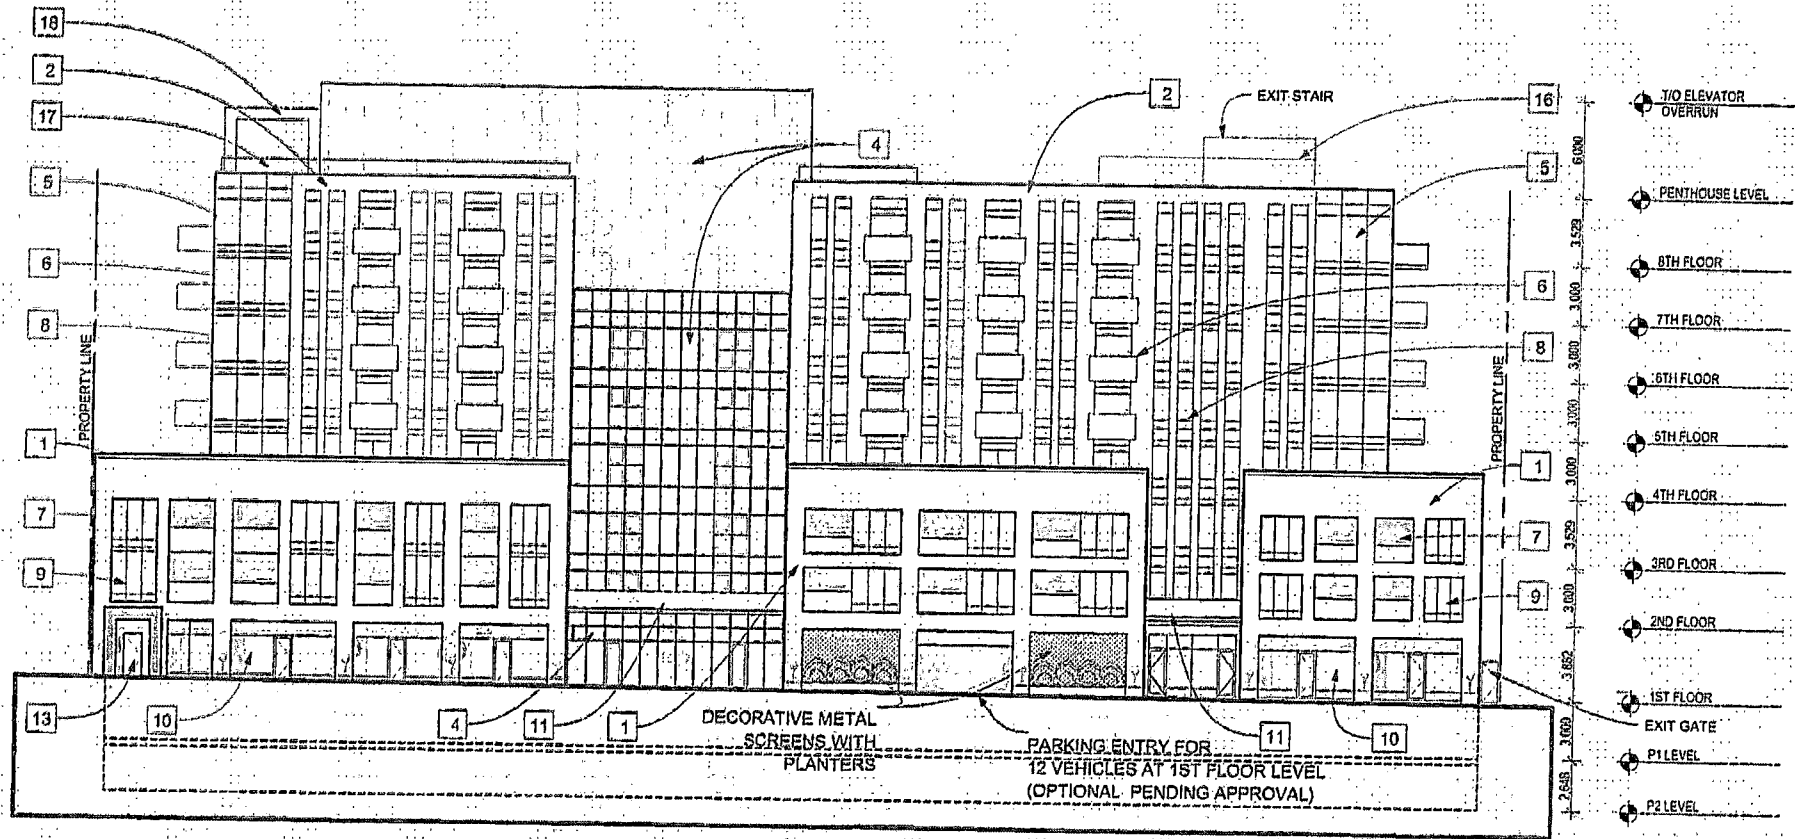 18
2
17
5
6
8
PROPERTY LINE
1
7
9
13
10
4
11
1
4
2
EXIT STAIR
16
5
6
8
PROPERTY LINE
1
7
9
11
10
EXIT GATE
DECORATIVE METAL
SCREENS WITH
PLANTERS
PARKING ENTRY FOR
12 VEHICLES AT 1ST FLOOR LEVEL
(OPTIONAL PENDING APPROVAL)
T/O ELEVATOR
OVERRUN
6.000
PENTHOUSE LEVEL
3.529
8TH FLOOR
3.000
7TH FLOOR
3.000
6TH FLOOR
3.000
5TH FLOOR
3.000
4TH FLOOR
3.529
3RD FLOOR
3.000
2ND FLOOR
3.852
1ST FLOOR
3.000
P1 LEVEL
2.648
P2 LEVEL